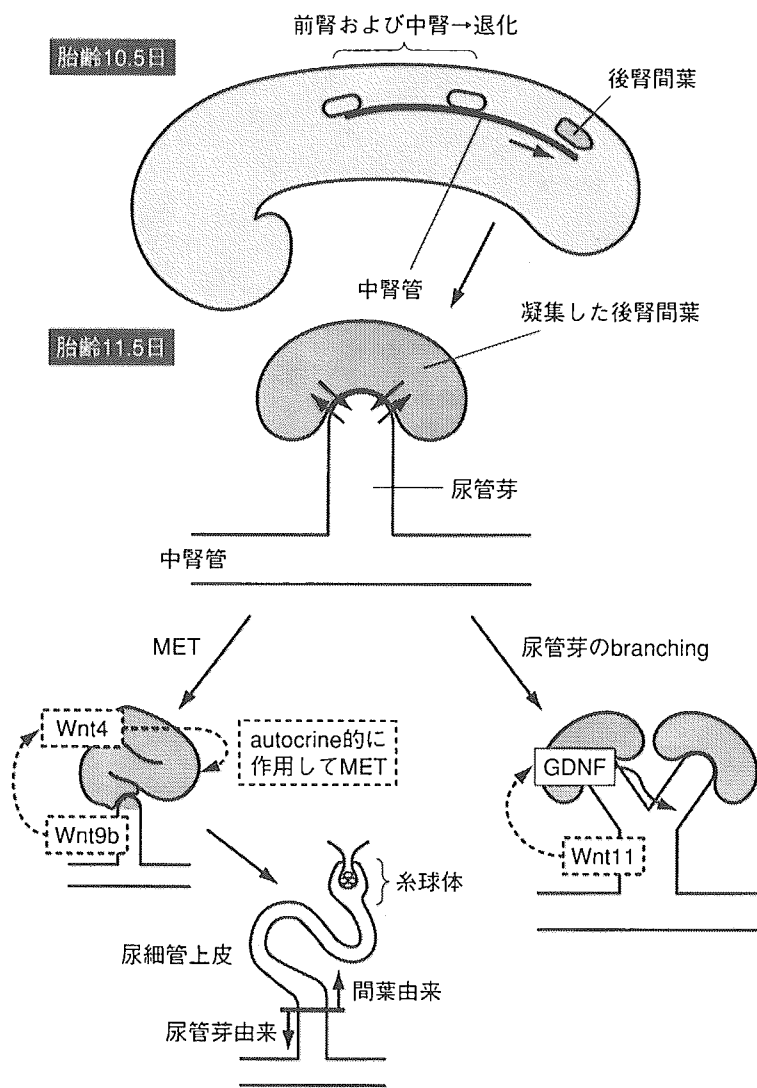 前腎および中腎→退化
胎齢10.5日
後腎間葉
中腎管
凝集した後腎間葉
胎齢11.5日
尿管芽
中腎管
MET
尿管芽のbranching
Wnt4
autocrine的に
作用してMET
GDNF
Wnt9b
Wnt11
糸球体
尿細管上皮
間葉由来
尿管芽由来